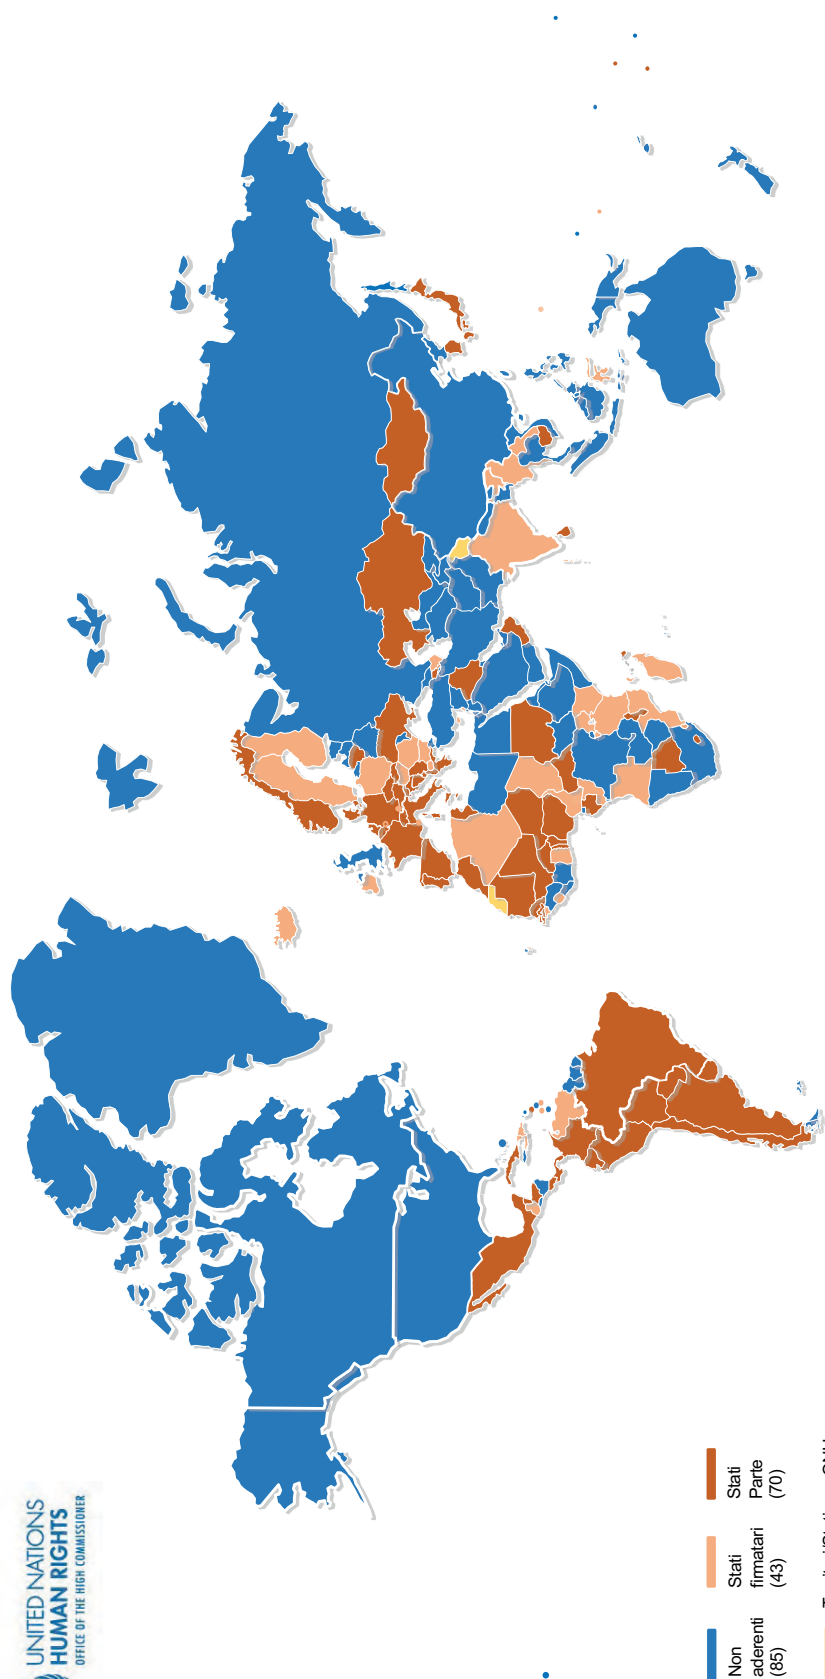 UNITED NATIONS
HUMAN RIGHTS
OFFICE OF THE HIGH COMMISSIONER
Stati
Parte
(70)
Stati
firmatari
(43)
Non
aderenti
(85)